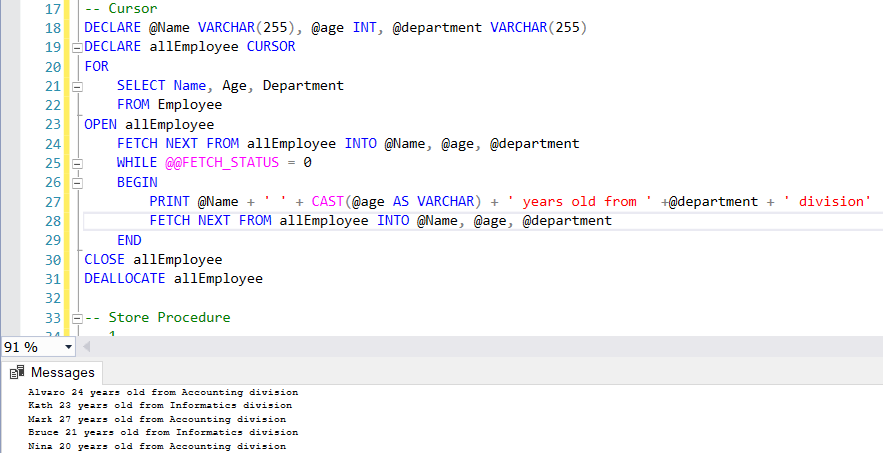 17 -- Cursor
18 DECLARE @Name VARCHAR(255), @age INT, @department VARCHAR(255)
19 DECLARE allEmployee CURSOR
20 FOR
21 SELECT Name, Age, Department
22 FROM Employee
23 OPEN allEmployee
24 FETCH NEXT FROM allEmployee INTO @Name, @age, @department
25 WHILE @@FETCH_STATUS = 0
26 BEGIN
27 PRINT @Name + ' ' + CAST(@age AS VARCHAR) + ' years old from ' +@department + ' division'
28 FETCH NEXT FROM allEmployee INTO @Name, @age, @department
29 END
30 CLOSE allEmployee
31 DEALLOCATE allEmployee
32
33 -- Store Procedure
91 %
Messages
Alvaro 24 years old from Accounting division
Kath 23 years old from Informatics division
Mark 27 years old from Accounting division
Bruce 21 years old from Informatics division
Nina 20 years old from Accounting division